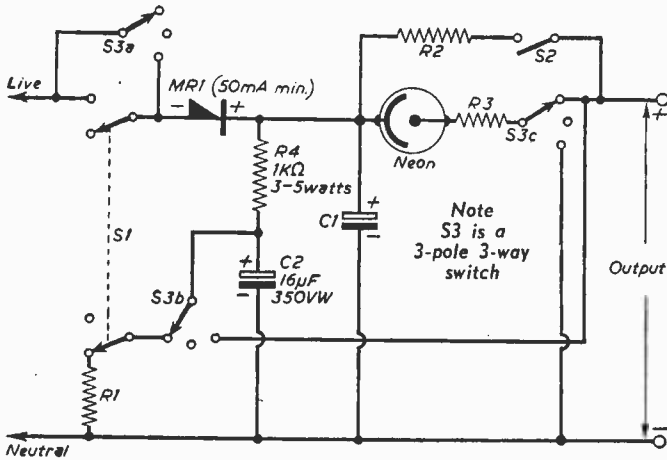 S3a
R2
S2
Live
MR1 (50mA min.)
- +
R3
S3c
+
Neon
R4
1KΩ
3-5watts
S1
+
C1
-
Note
S3 is a
3-pole 3-way
switch
Output
S3b
+
C2
16μF
350VW
-
R1
Neutral
-